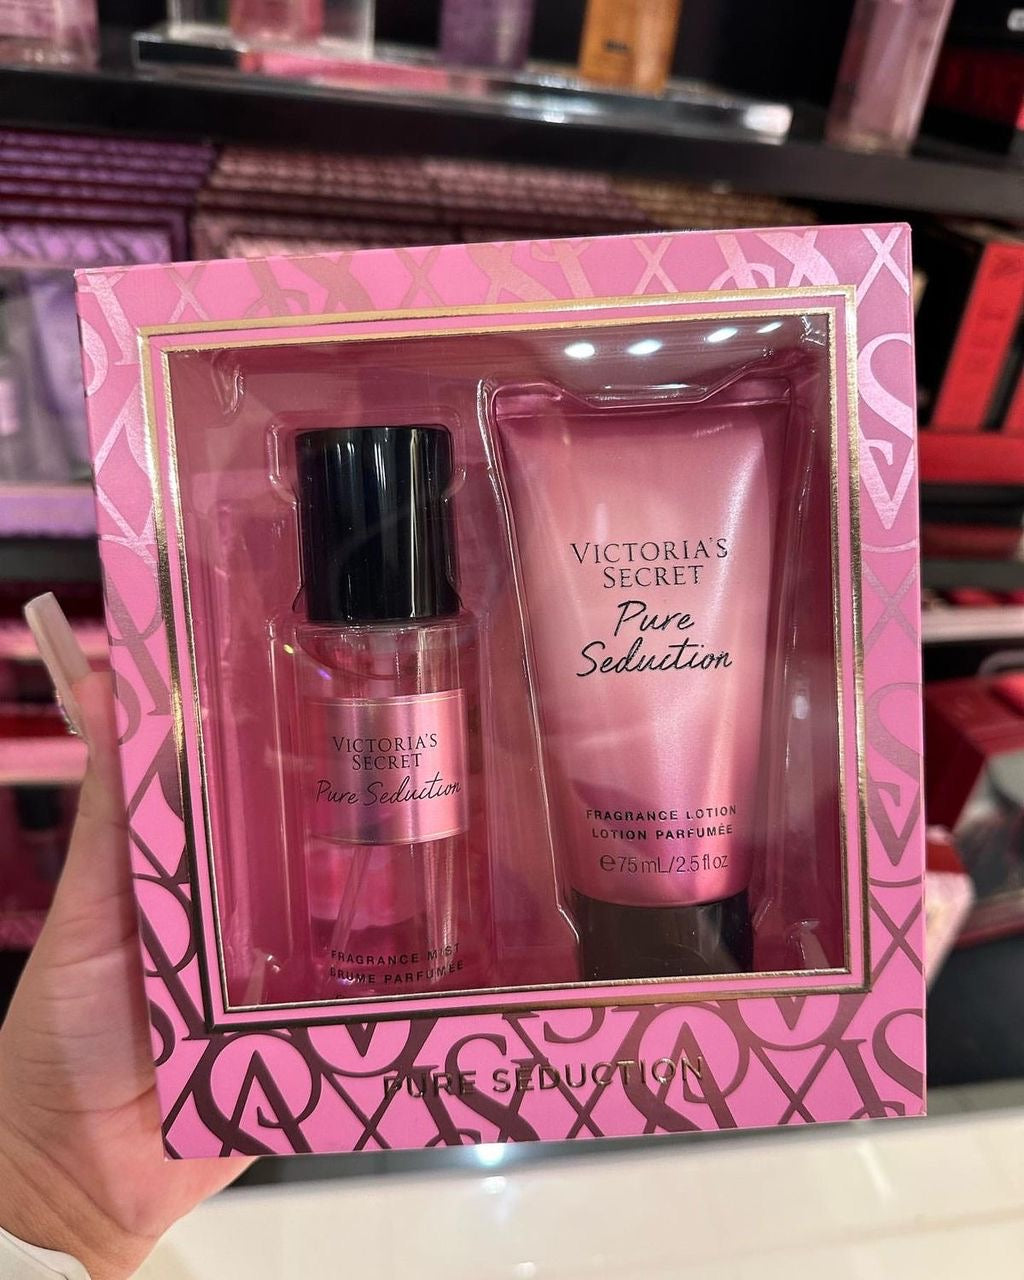 VICTORIA'S
SECRET
Pure Seduction
FRAGRANCE MIST
BRUME PARFUMÉE
VICTORIA'S
SECRET
Pure
Seduction
FRAGRANCE LOTION
LOTION PARFUMÉE
℮75 mL/2.5 fl oz
PURE SEDUCTION